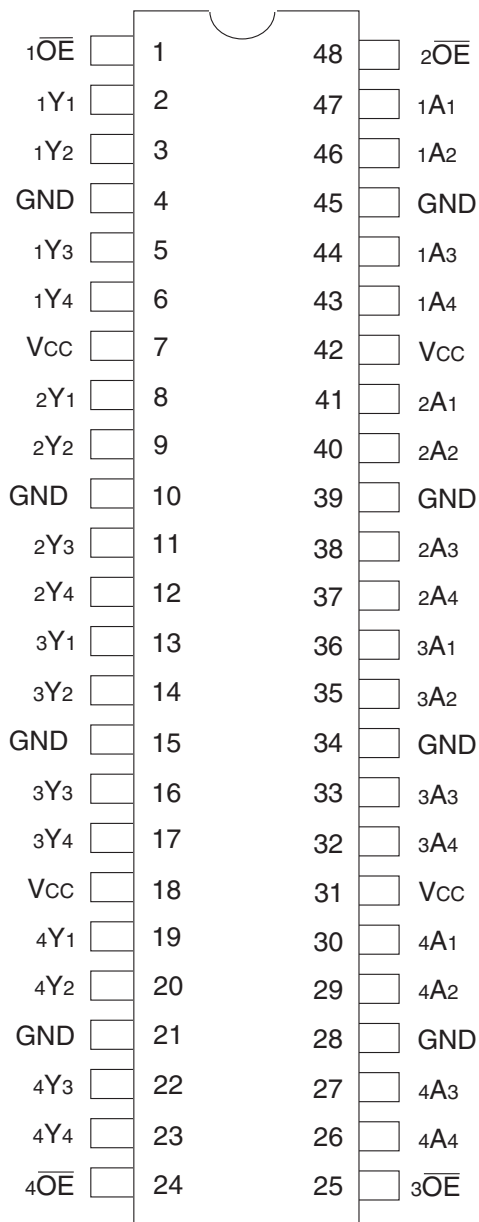 1O̅E̅ 1 48 2O̅E̅
1Y1 2 47 1A1
1Y2 3 46 1A2
GND 4 45 GND
1Y3 5 44 1A3
1Y4 6 43 1A4
VCC 7 42 VCC
2Y1 8 41 2A1
2Y2 9 40 2A2
GND 10 39 GND
2Y3 11 38 2A3
2Y4 12 37 2A4
3Y1 13 36 3A1
3Y2 14 35 3A2
GND 15 34 GND
3Y3 16 33 3A3
3Y4 17 32 3A4
VCC 18 31 VCC
4Y1 19 30 4A1
4Y2 20 29 4A2
GND 21 28 GND
4Y3 22 27 4A3
4Y4 23 26 4A4
4O̅E̅ 24 25 3O̅E̅